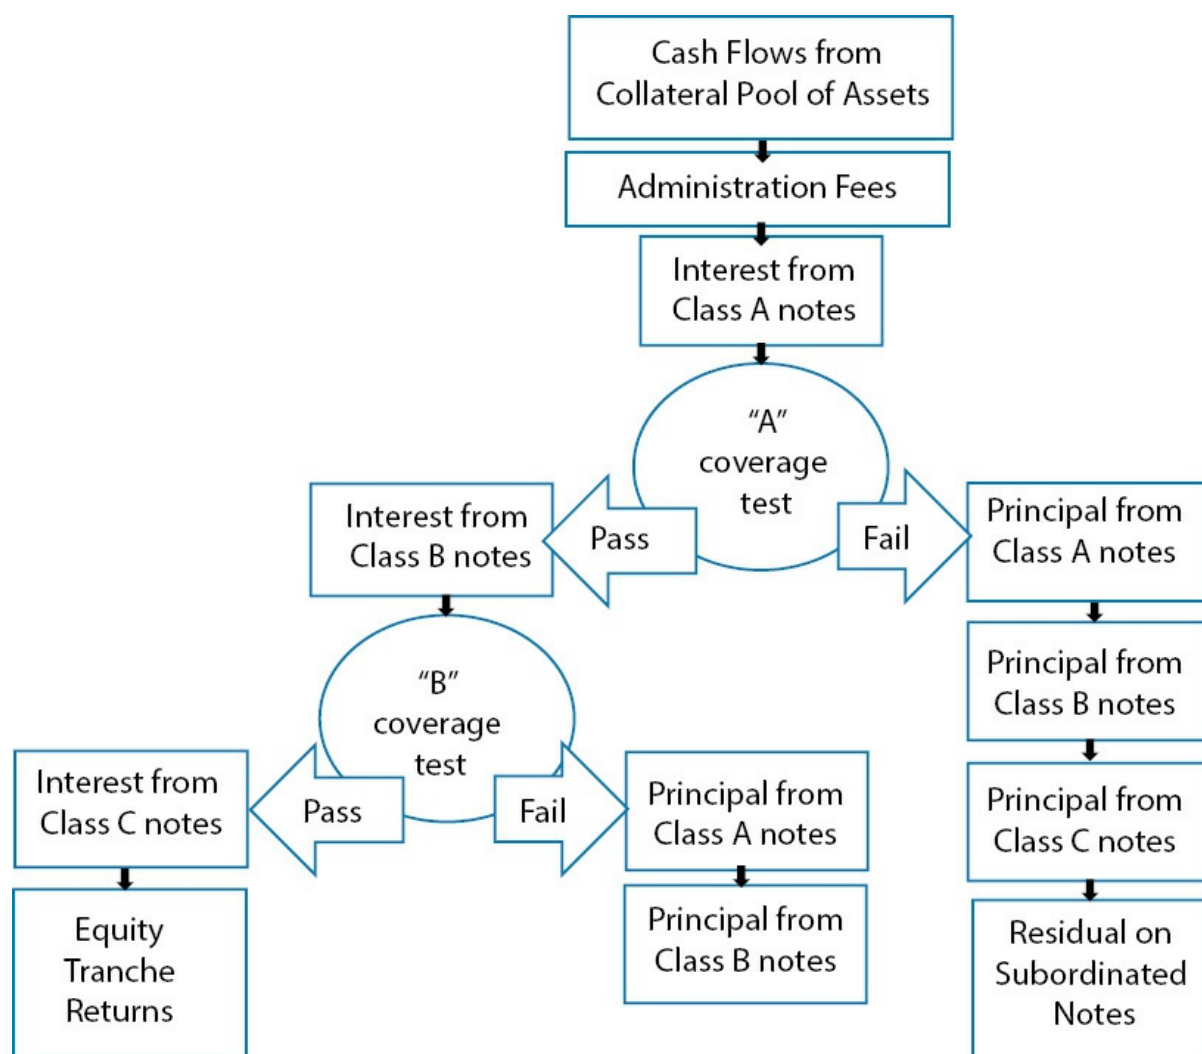 Cash Flows from
Collateral Pool of Assets
Administration Fees
Interest from
Class A notes
“A”
coverage
test
Pass
Fail
Interest from
Class B notes
Principal from
Class A notes
“B”
coverage
test
Pass
Fail
Principal from
Class B notes
Interest from
Class C notes
Principal from
Class A notes
Principal from
Class C notes
Equity
Tranche
Returns
Principal from
Class B notes
Residual on
Subordinated
Notes